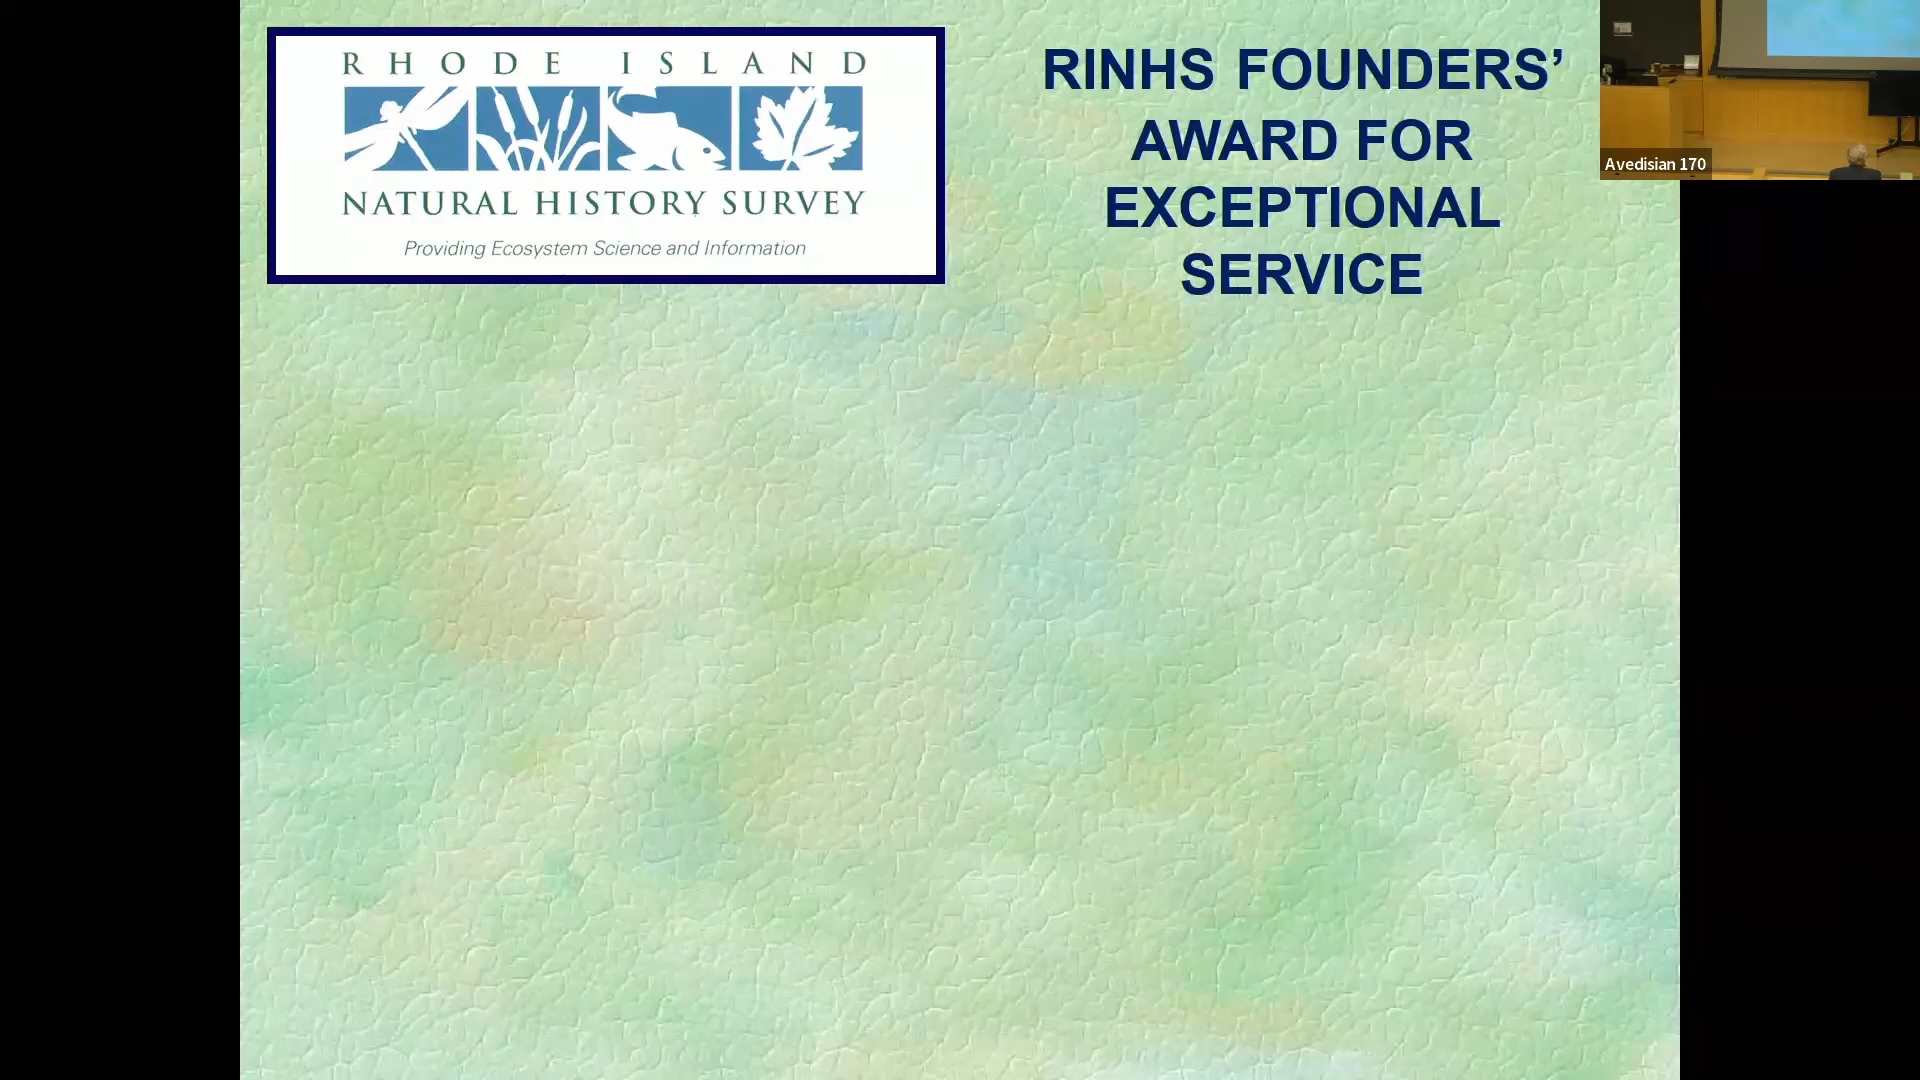 RHODE ISLAND
NATURAL HISTORY SURVEY
Providing Ecosystem Science and Information
RINHS FOUNDERS’
AWARD FOR
EXCEPTIONAL
SERVICE
Avedisian 170